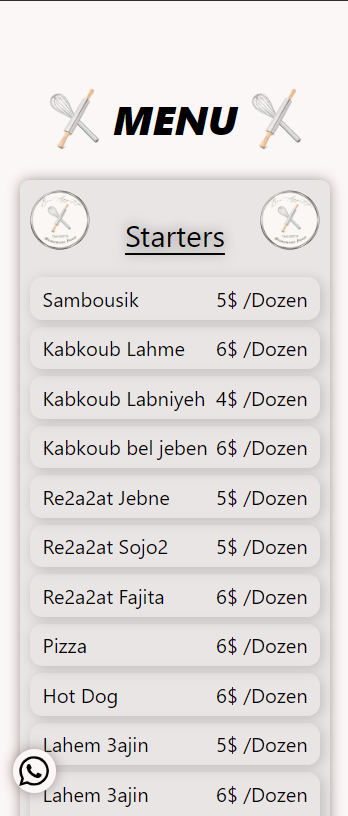 MENU
Starters
Sambousik 5$ /Dozen
Kabkoub Lahme 6$ /Dozen
Kabkoub Labniyeh 4$ /Dozen
Kabkoub bel jeben 6$ /Dozen
Re2a2at Jebne 5$ /Dozen
Re2a2at Sojo2 5$ /Dozen
Re2a2at Fajita 6$ /Dozen
Pizza 6$ /Dozen
Hot Dog 6$ /Dozen
Lahem 3ajin 5$ /Dozen
Lahem 3ajin 6$ /Dozen